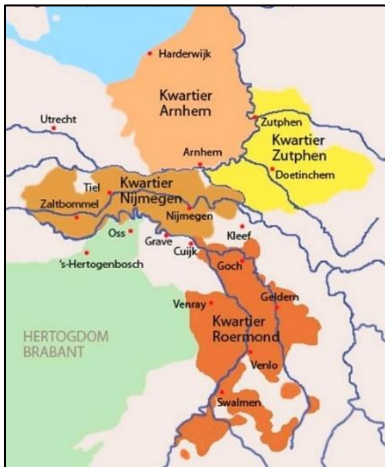 Harderwijk
Kwartier
Arnhem
Utrecht
Zutphen
Kwartier
Zutphen
Arnhem
Doetinchem
Kwartier
Nijmegen
Tiel
Zaltbommel
Nijmegen
Oss
Grave
Kleef
Cuijk
's-Hertogenbosch
Goch
Geldern
Venray
Kwartier
Roermond
HERTOGDOM
BRABANT
Venlo
Swalmen